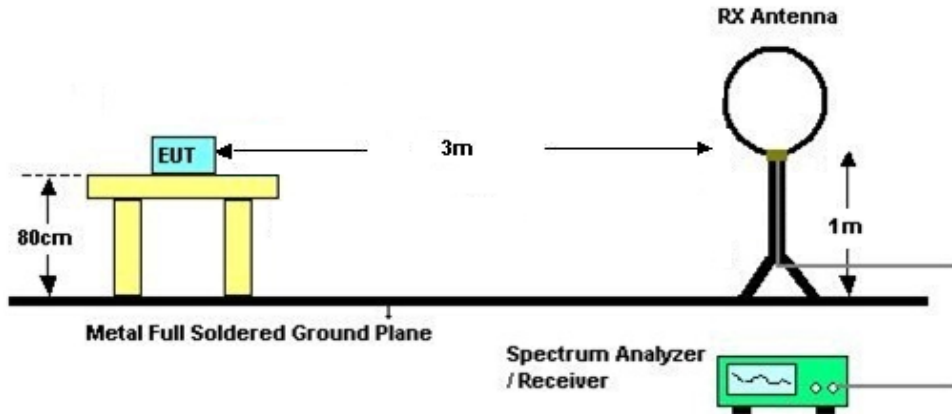 RX Antenna
EUT
3m
80cm
1m
Metal Full Soldered Ground Plane
Spectrum Analyzer
/ Receiver